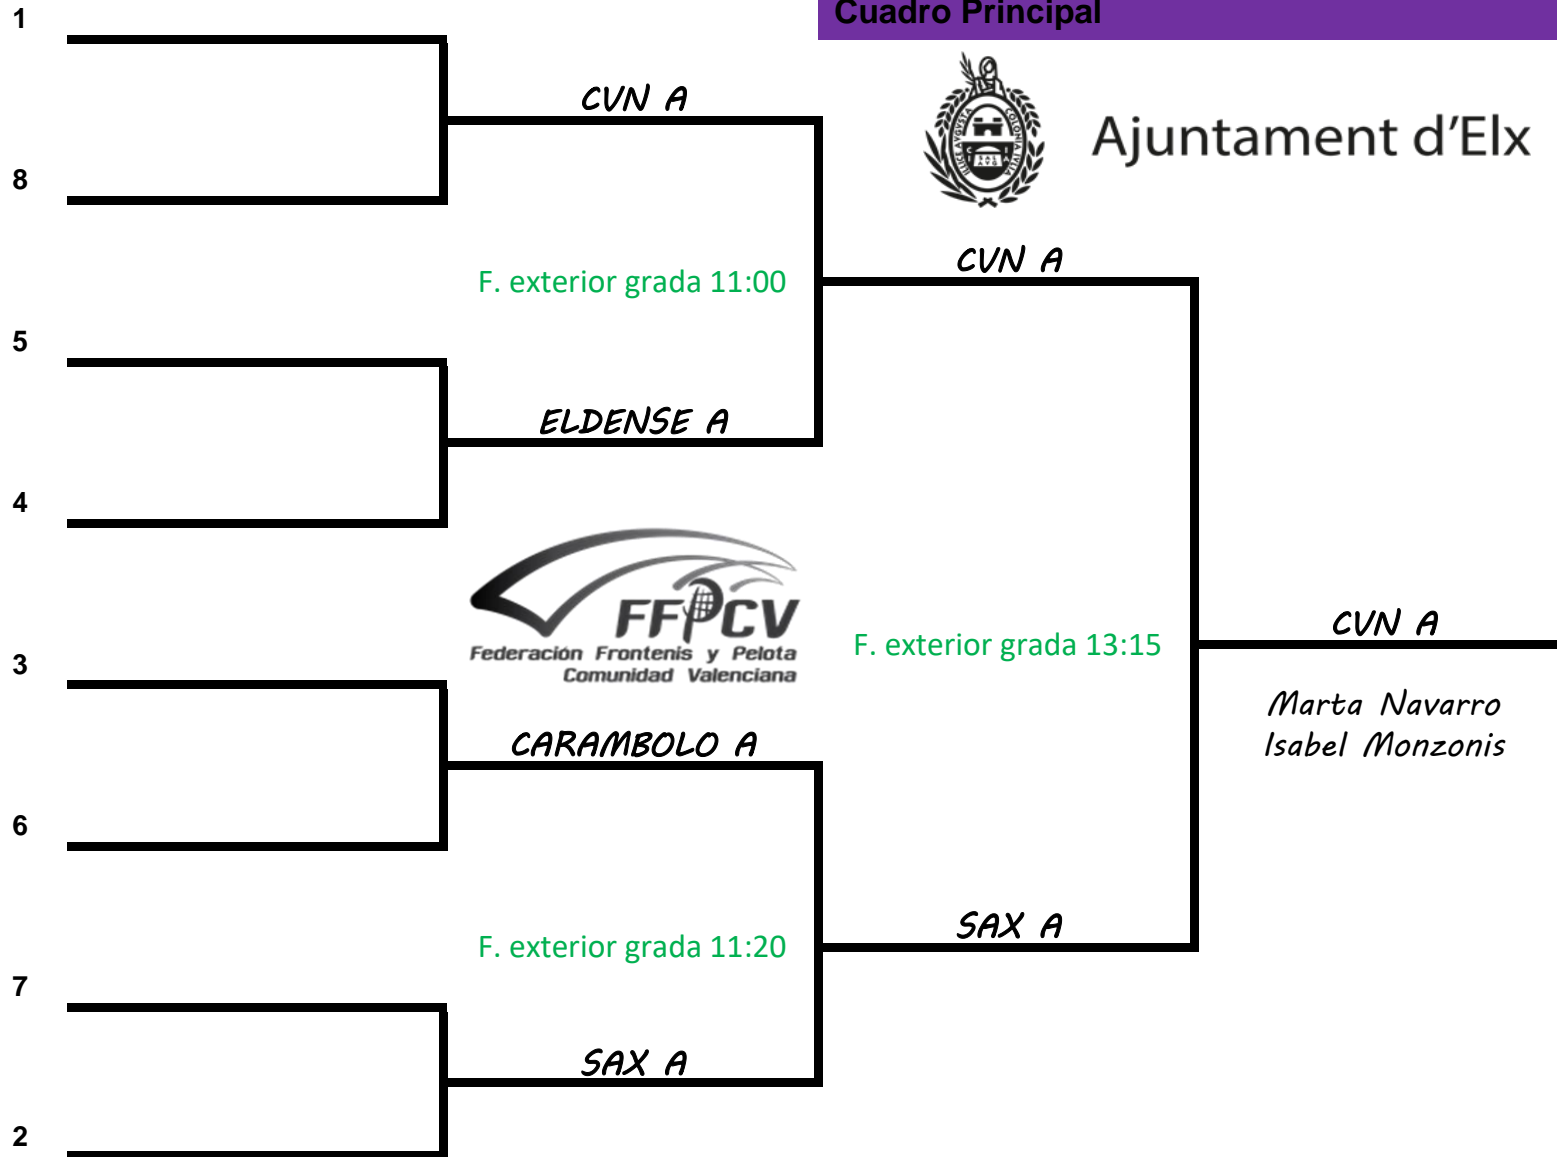 Cuadro Principal
1
CVN A
Ajuntament d'Elx
8
CVN A
F. exterior grada 11:00
5
ELDENSE A
4
FFPCV
Federación Frontenis y Pelota
Comunidad Valenciana
CVN A
F. exterior grada 13:15
3
Marta Navarro
Isabel Monzonis
CARAMBOLO A
6
SAX A
F. exterior grada 11:20
7
SAX A
2